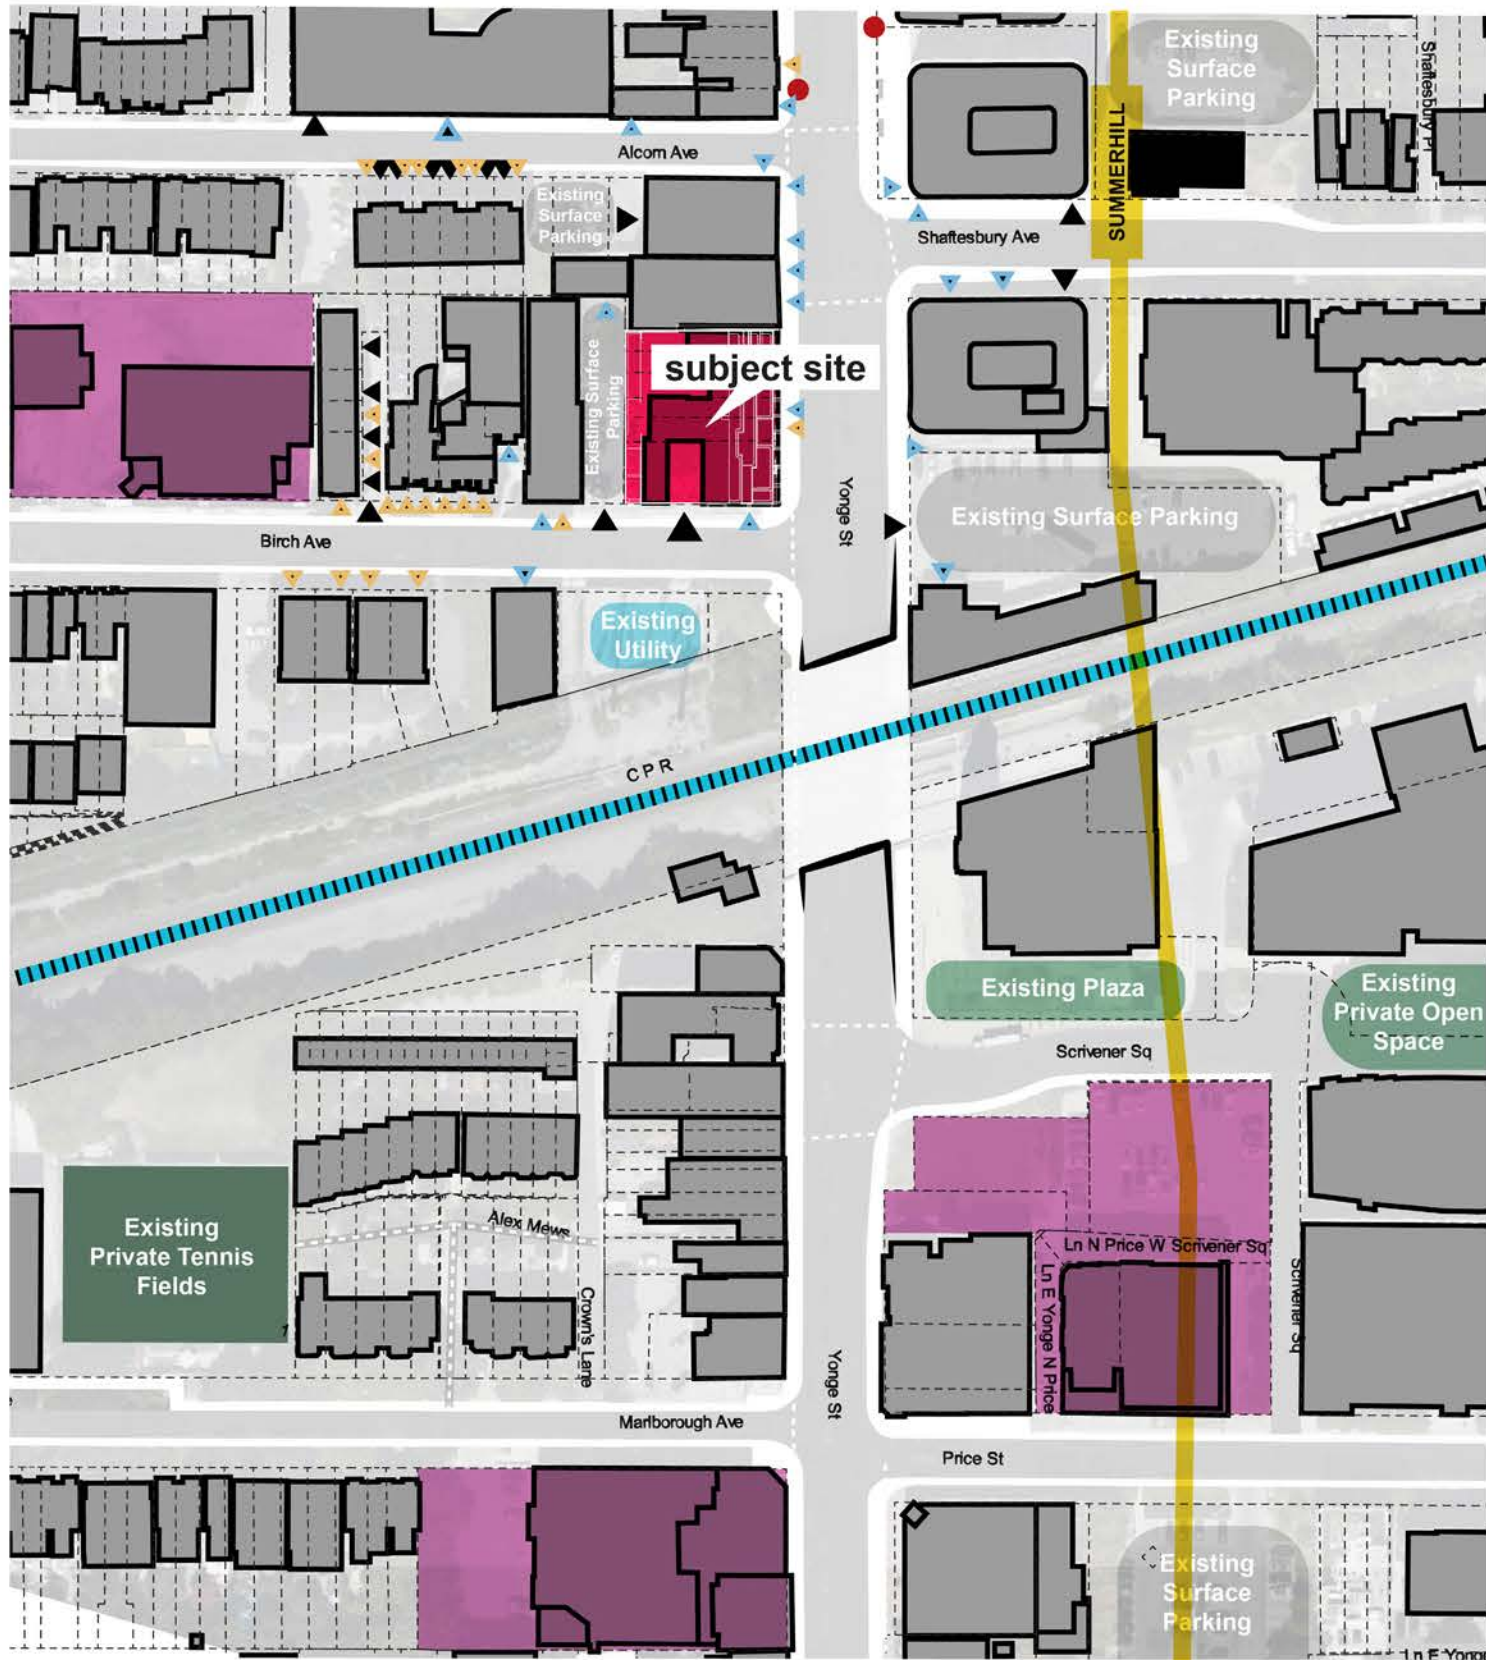 Existing
Surface
Parking
Shaftesbury Pl
SUMMERHILL
Alcorn Ave
Existing
Surface
Parking
Shaftesbury Ave
subject site
Existing Surface
Parking
Yonge St
Existing Surface Parking
Birch Ave
Existing
Utility
CPR
Existing Plaza
Existing
Private Open
Space
Scrivener Sq
Existing
Private Tennis
Fields
1
Alex Mews
Crown's Lane
Ln N Price W Scrivener Sq
Ln E Yonge N Price
Scrivener Sq
Yonge St
Marlborough Ave
Price St
Existing
Surface
Parking
Ln E Yong